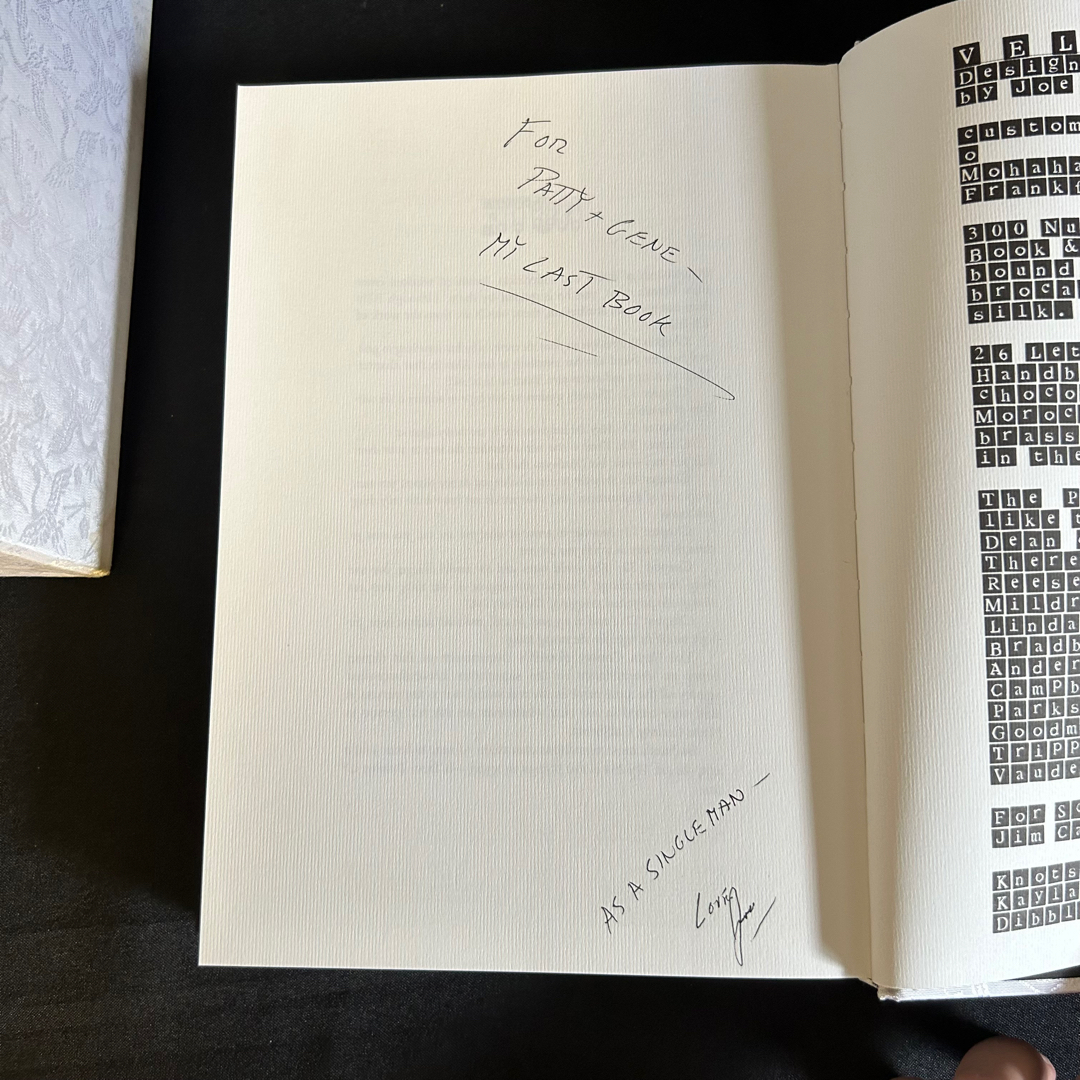 For
PATTY + GENE –
MY LAST BOOK
AS A SINGLE MAN –
Love
Joe
V E L
Design
by Joe
custom
o
Mohaha
Frankf
300 Nu
Book &
bound
broca
silk.
26 Let
Handb
choco
Moroc
brass
in the
The P
like t
Dean
There
Reese
Mildr
Linda
Bradb
Ander
Campb
Parks
Goodm
Tripp
Vaude
For Sc
Jim Ca
Knots
Kayla
Dibbl